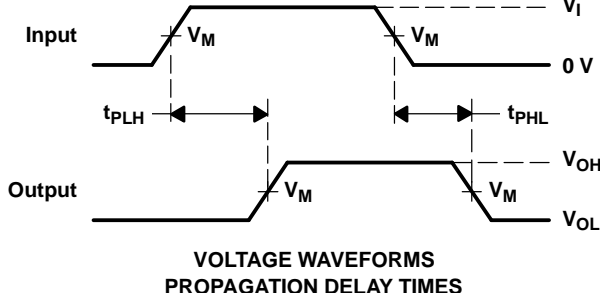 V_I
Input
V_M
V_M
0 V
t_PLH
t_PHL
V_OH
Output
V_M
V_M
V_OL
VOLTAGE WAVEFORMS
PROPAGATION DELAY TIMES